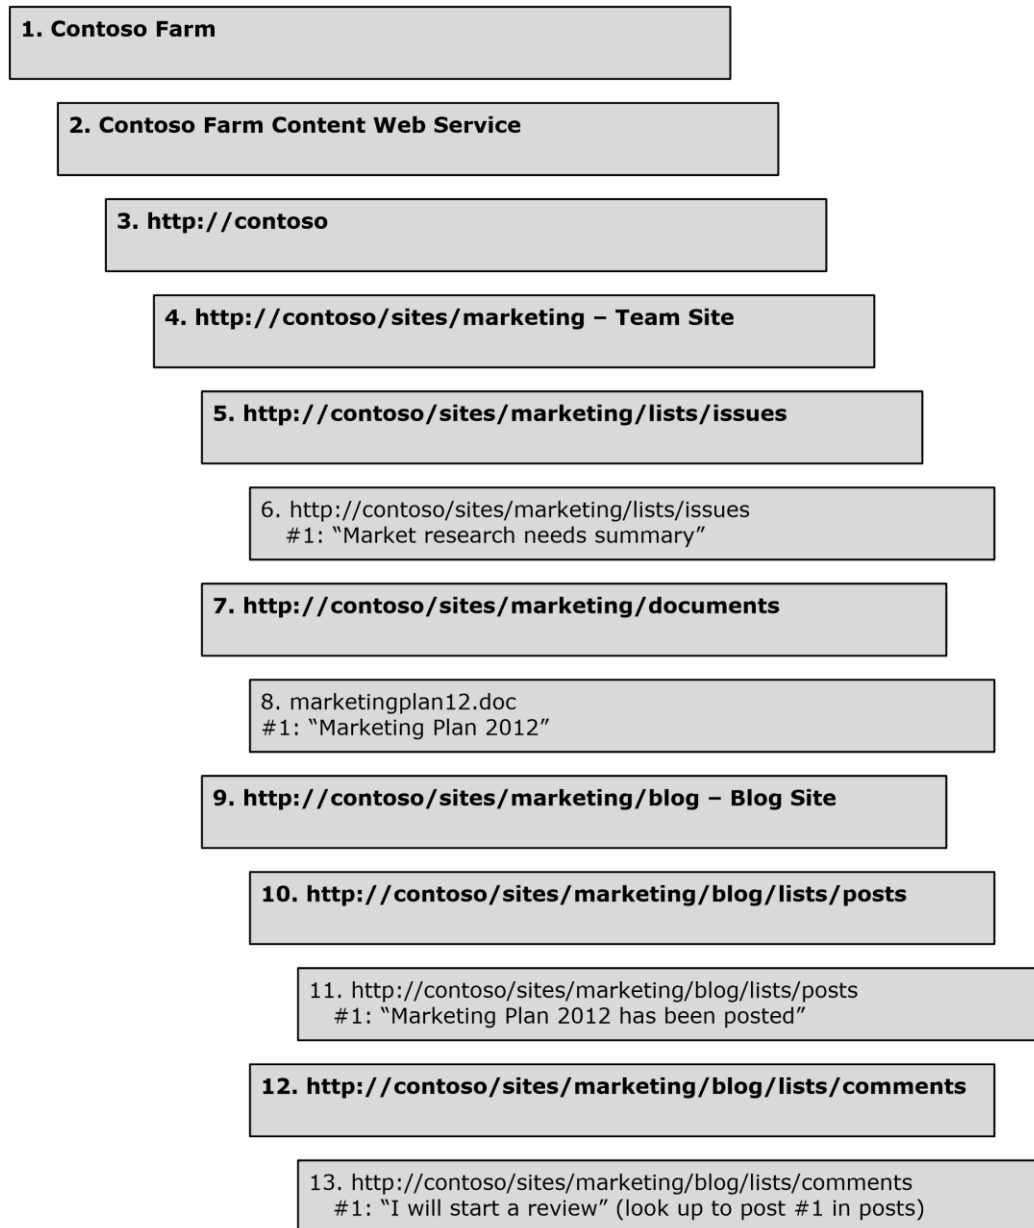 1. Contoso Farm
2. Contoso Farm Content Web Service
3. http://contoso
4. http://contoso/sites/marketing – Team Site
5. http://contoso/sites/marketing/lists/issues
6. http://contoso/sites/marketing/lists/issues
#1: “Market research needs summary”
7. http://contoso/sites/marketing/documents
8. marketingplan12.doc
#1: “Marketing Plan 2012”
9. http://contoso/sites/marketing/blog – Blog Site
10. http://contoso/sites/marketing/blog/lists/posts
11. http://contoso/sites/marketing/blog/lists/posts
#1: “Marketing Plan 2012 has been posted”
12. http://contoso/sites/marketing/blog/lists/comments
13. http://contoso/sites/marketing/blog/lists/comments
#1: “I will start a review” (look up to post #1 in posts)